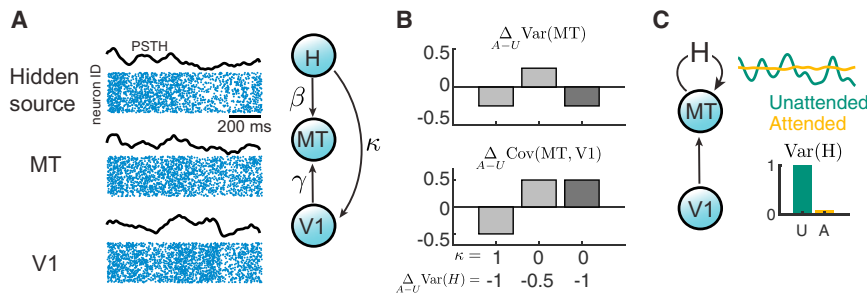 A
Hidden
source
neuron ID
PSTH
200 ms
MT
V1
H
β
MT
γ
κ
V1
B
Δ Var(MT)
A−U
0.5
0
-0.5
Δ Cov(MT, V1)
A−U
0.5
0
-0.5
κ = 1 0 0
Δ Var(H) = -1 -0.5 -1
A−U
C
H
MT
V1
Unattended
Attended
Var(H)
1
0
U A